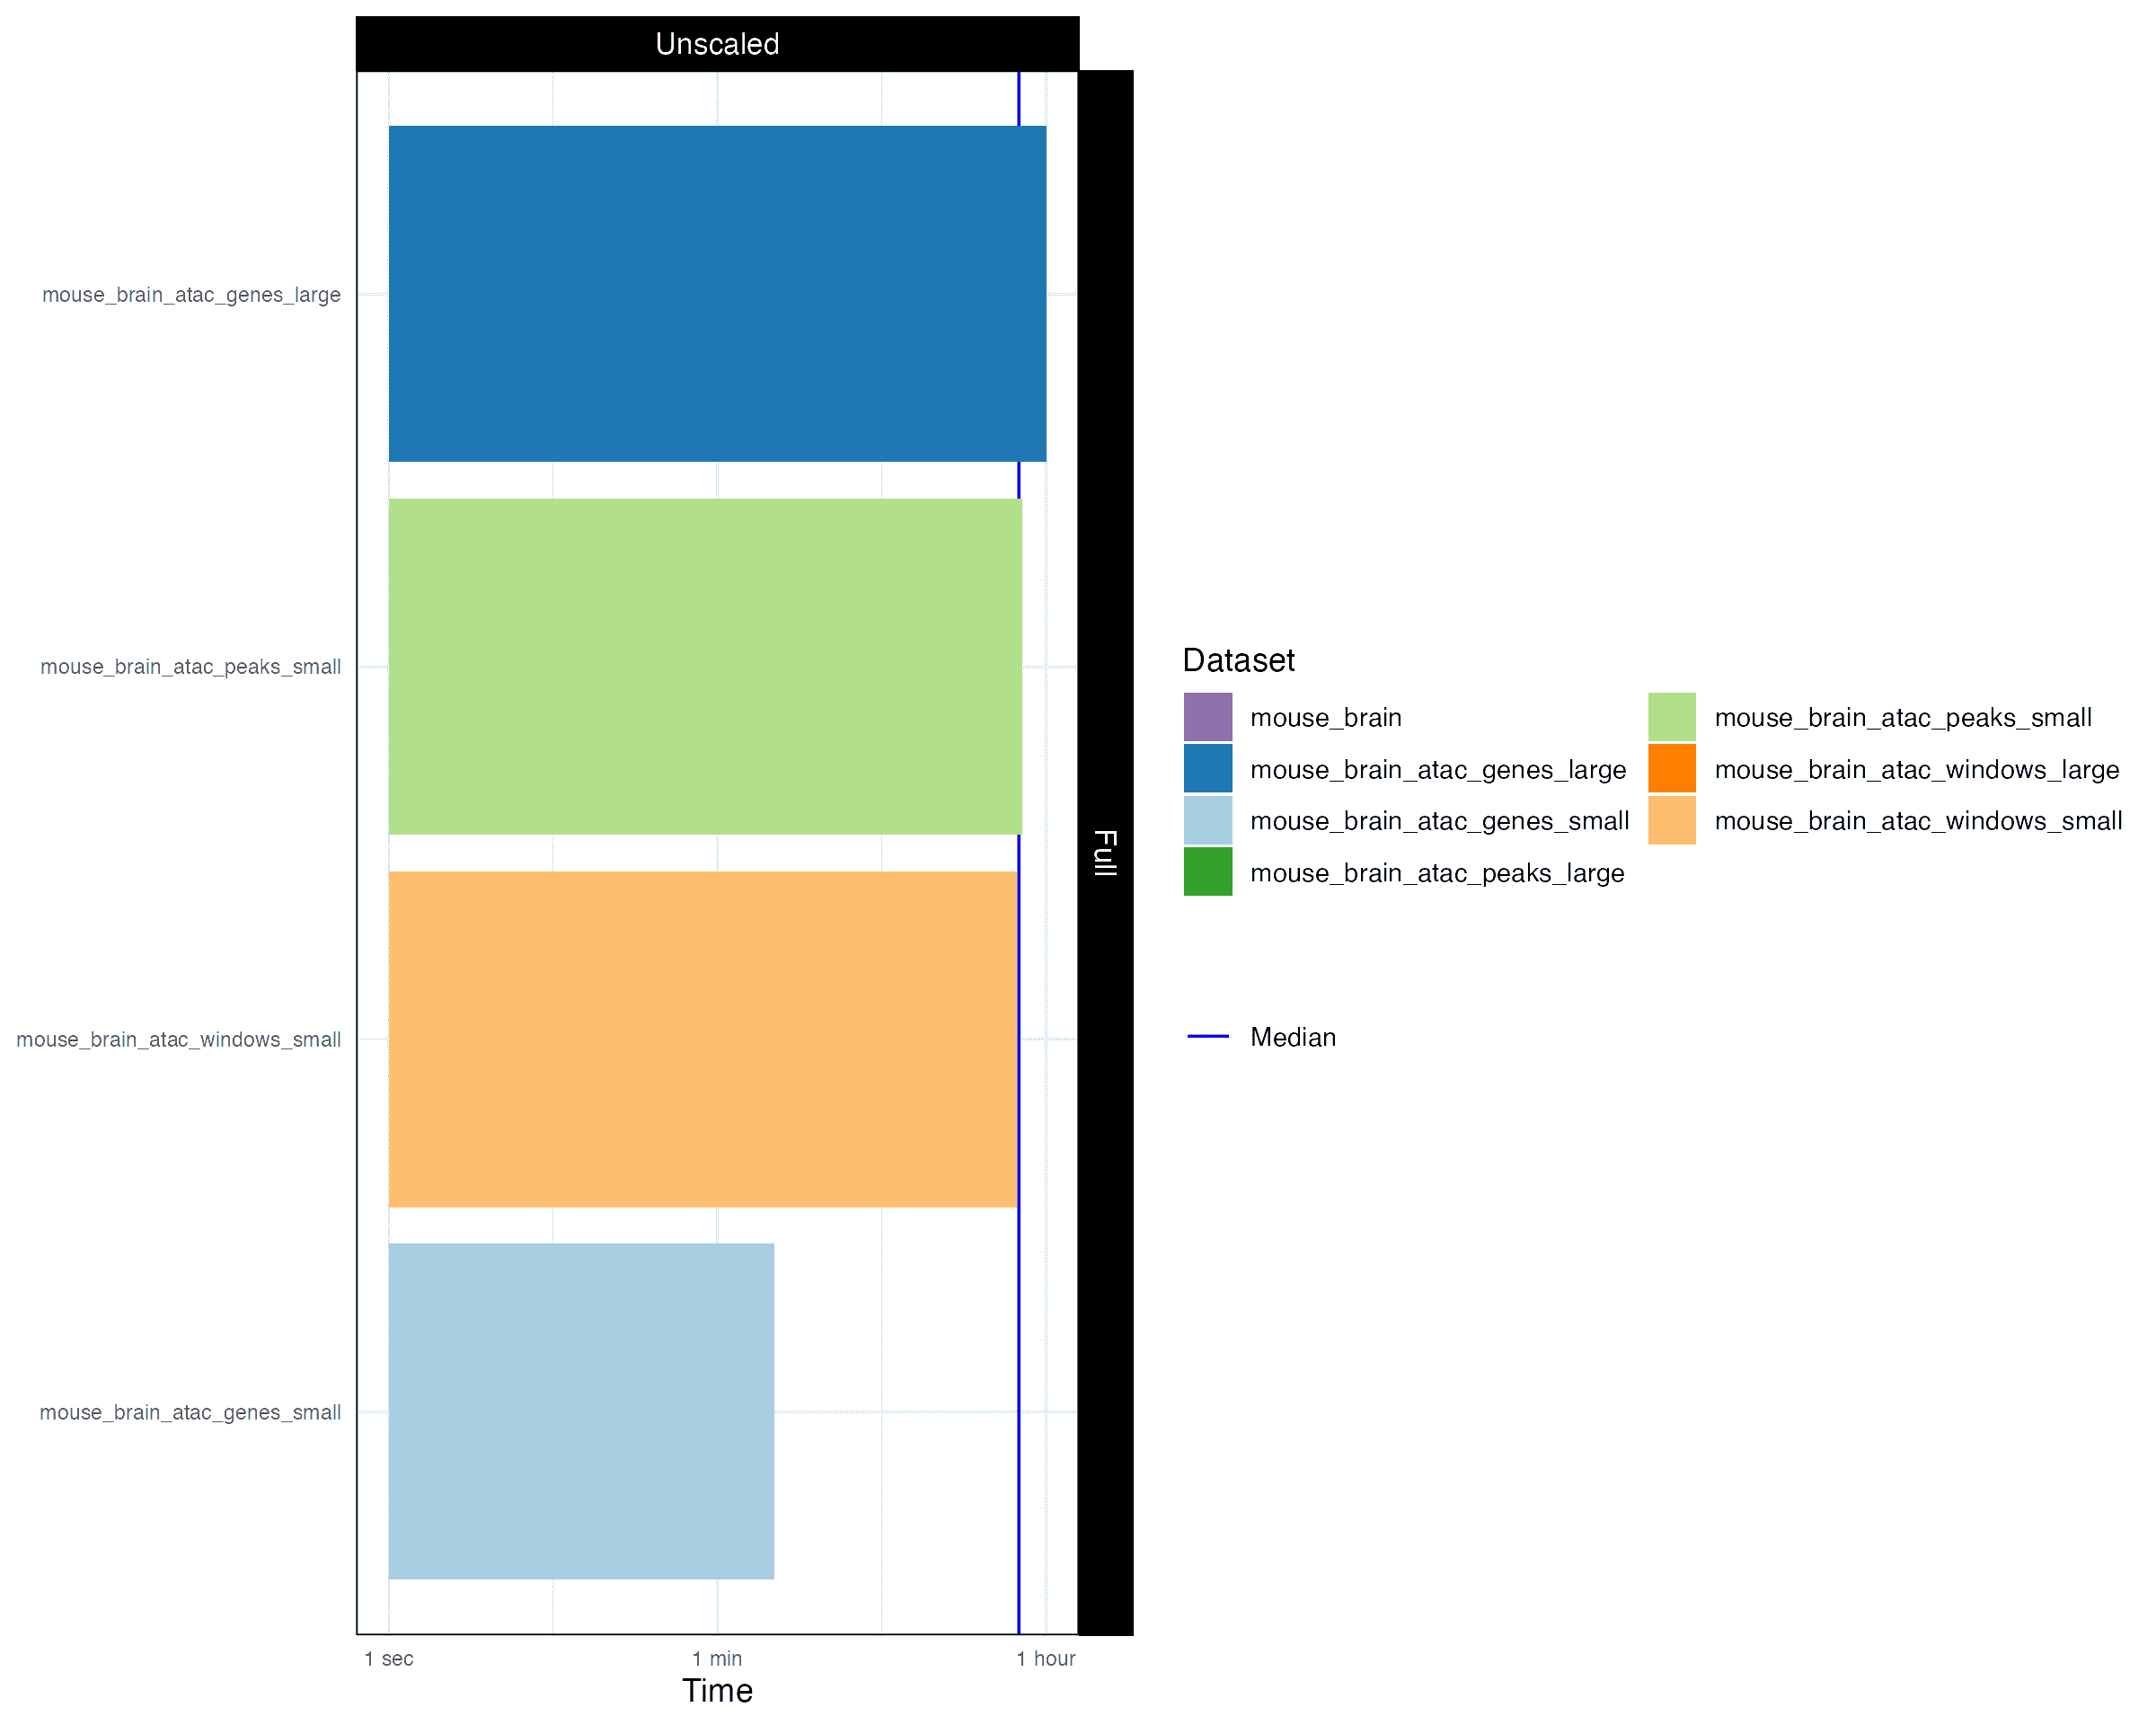 Unscaled
mouse_brain_atac_genes_large
mouse_brain_atac_peaks_small
mouse_brain_atac_windows_small
mouse_brain_atac_genes_small
1 sec
1 min
1 hour
Time
Full
Dataset
mouse_brain
mouse_brain_atac_genes_large
mouse_brain_atac_genes_small
mouse_brain_atac_peaks_large
mouse_brain_atac_peaks_small
mouse_brain_atac_windows_large
mouse_brain_atac_windows_small
Median